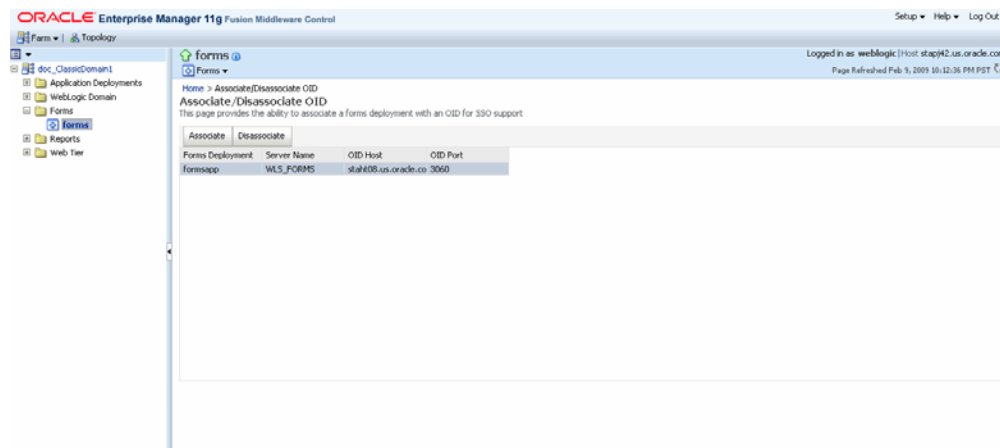 ORACLE Enterprise Manager 11g Fusion Middleware Control
Setup Help Log Out
Farm Topology
doc_ClassicDomain1
Application Deployments
WebLogic Domain
Forms
forms
Reports
Web Tier
forms
Logged in as weblogic|Host stapj42.us.oracle.com
Forms
Page Refreshed Feb 9, 2009 10:12:36 PM PST
Home > Associate/Disassociate OID
Associate/Disassociate OID
This page provides the ability to associate a forms deployment with an OID for SSO support
Associate Disassociate
Forms Deployment Server Name OID Host OID Port
formsapp WLS_FORMS staht08.us.oracle.co 3060